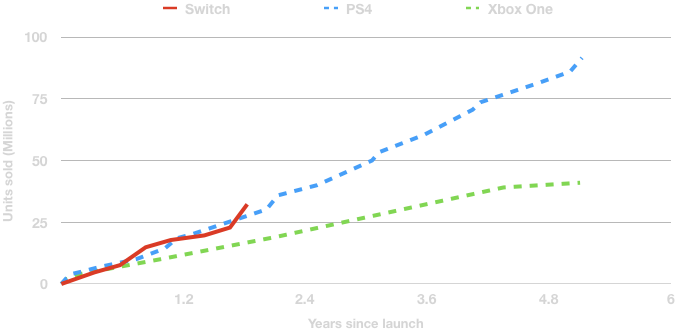 Switch PS4 Xbox One
100
75
50
25
0
1.2 2.4 3.6 4.8 6
Units sold (Millions)
Years since launch